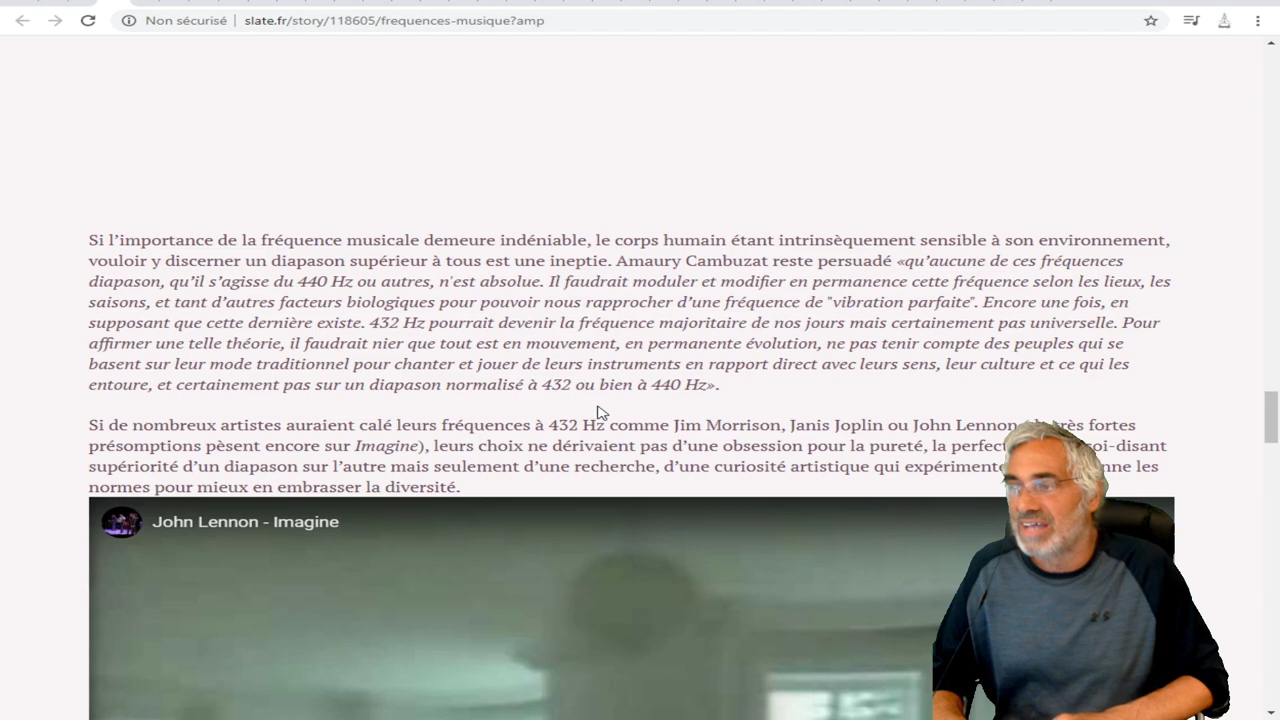 Non sécurisé slate.fr/story/118605/frequences-musique?amp
Si l’importance de la fréquence musicale demeure indéniable, le corps humain étant intrinsèquement sensible à son environnement,
vouloir y discerner un diapason supérieur à tous est une ineptie. Amaury Cambuzat reste persuadé «qu’aucune de ces fréquences
diapason, qu’il s’agisse du 440 Hz ou autres, n'est absolue. Il faudrait moduler et modifier en permanence cette fréquence selon les lieux, les
saisons, et tant d’autres facteurs biologiques pour pouvoir nous rapprocher d’une fréquence de "vibration parfaite". Encore une fois, en
supposant que cette dernière existe. 432 Hz pourrait devenir la fréquence majoritaire de nos jours mais certainement pas universelle. Pour
affirmer une telle théorie, il faudrait nier que tout est en mouvement, en permanente évolution, ne pas tenir compte des peuples qui se
basent sur leur mode traditionnel pour chanter et jouer de leurs instruments en rapport direct avec leurs sens, leur culture et ce qui les
entoure, et certainement pas sur un diapason normalisé à 432 ou bien à 440 Hz».
Si de nombreux artistes auraient calé leurs fréquences à 432 Hz comme Jim Morrison, Janis Joplin ou John Lennon fortes
présomptions pèsent encore sur Imagine), leurs choix ne dérivaient pas d’une obsession pour la pureté, la soi-disant
supériorité d’un diapason sur l’autre mais seulement d’une recherche, d’une curiosité artistique qui les
normes pour mieux en embrasser la diversité.
John Lennon - Imagine